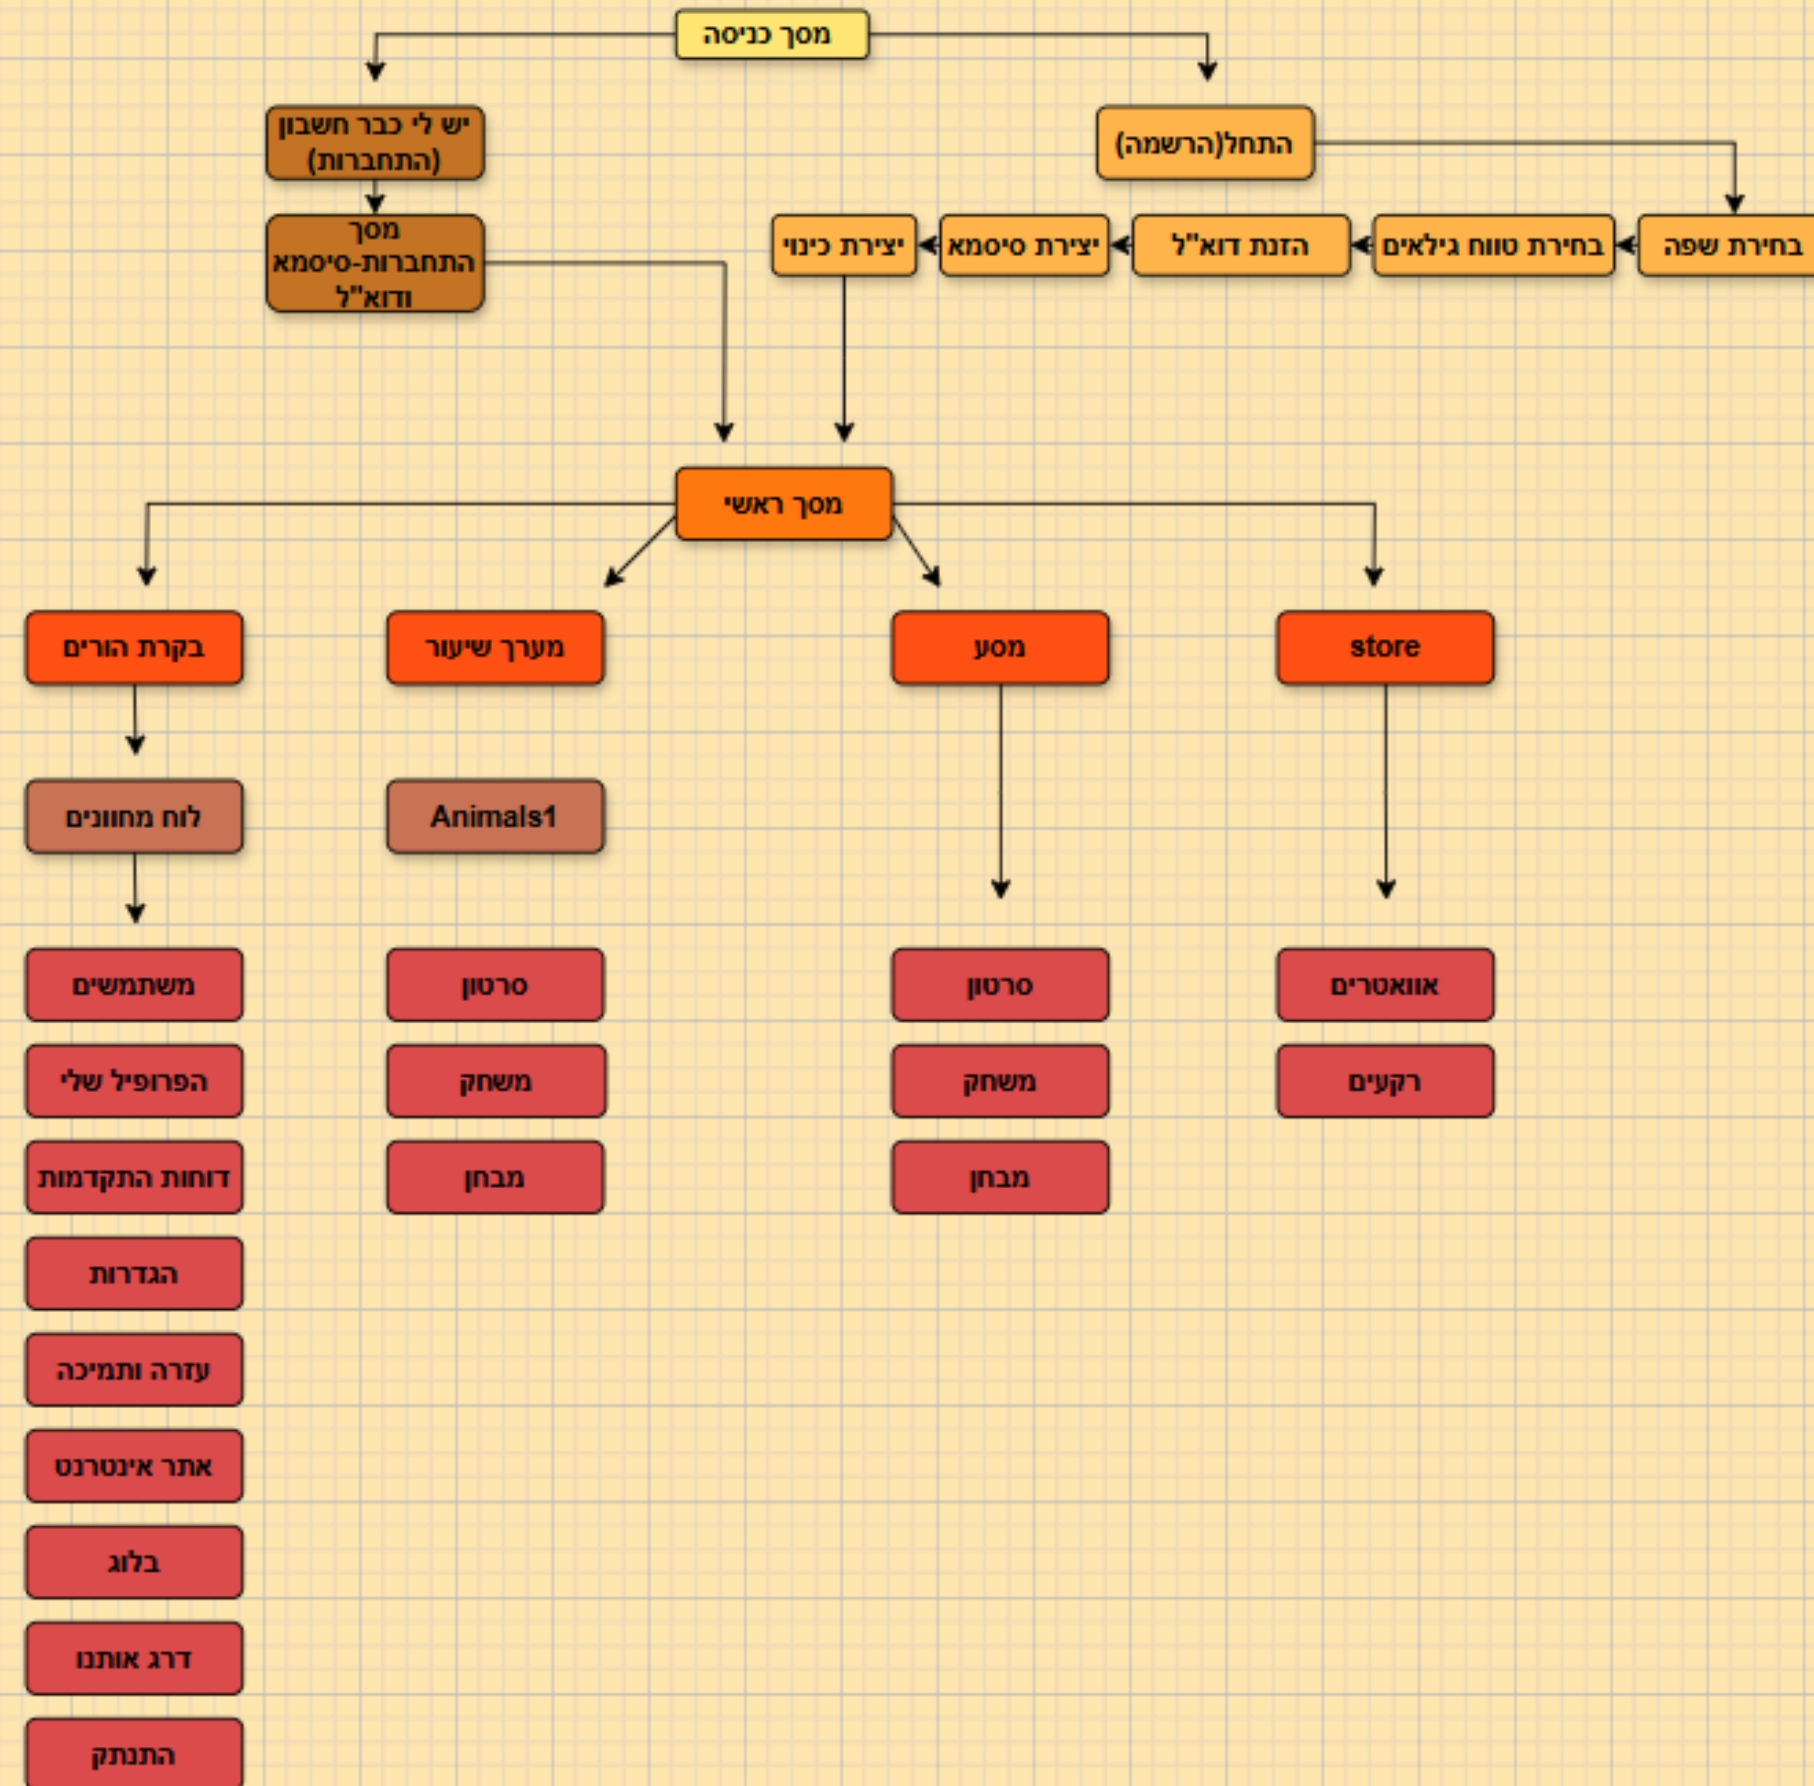 מסך כניסה
יש לי כבר חשבון
(התחברות)
התחל(הרשמה)
מסך
התחברות-סיסמא
ודוא"ל
בחירת שפה
בחירת טווח גילאים
הזנת דוא"ל
יצירת סיסמא
יצירת כינוי
מסך ראשי
בקרת הורים
מערך שיעור
מסע
store
לוח מחוונים
Animals1
משתמשים
סרטון
סרטון
אוואטרים
הפרופיל שלי
משחק
משחק
רקעים
דוחות התקדמות
מבחן
מבחן
הגדרות
עזרה ותמיכה
אתר אינטרנט
בלוג
דרג אותנו
התנתק